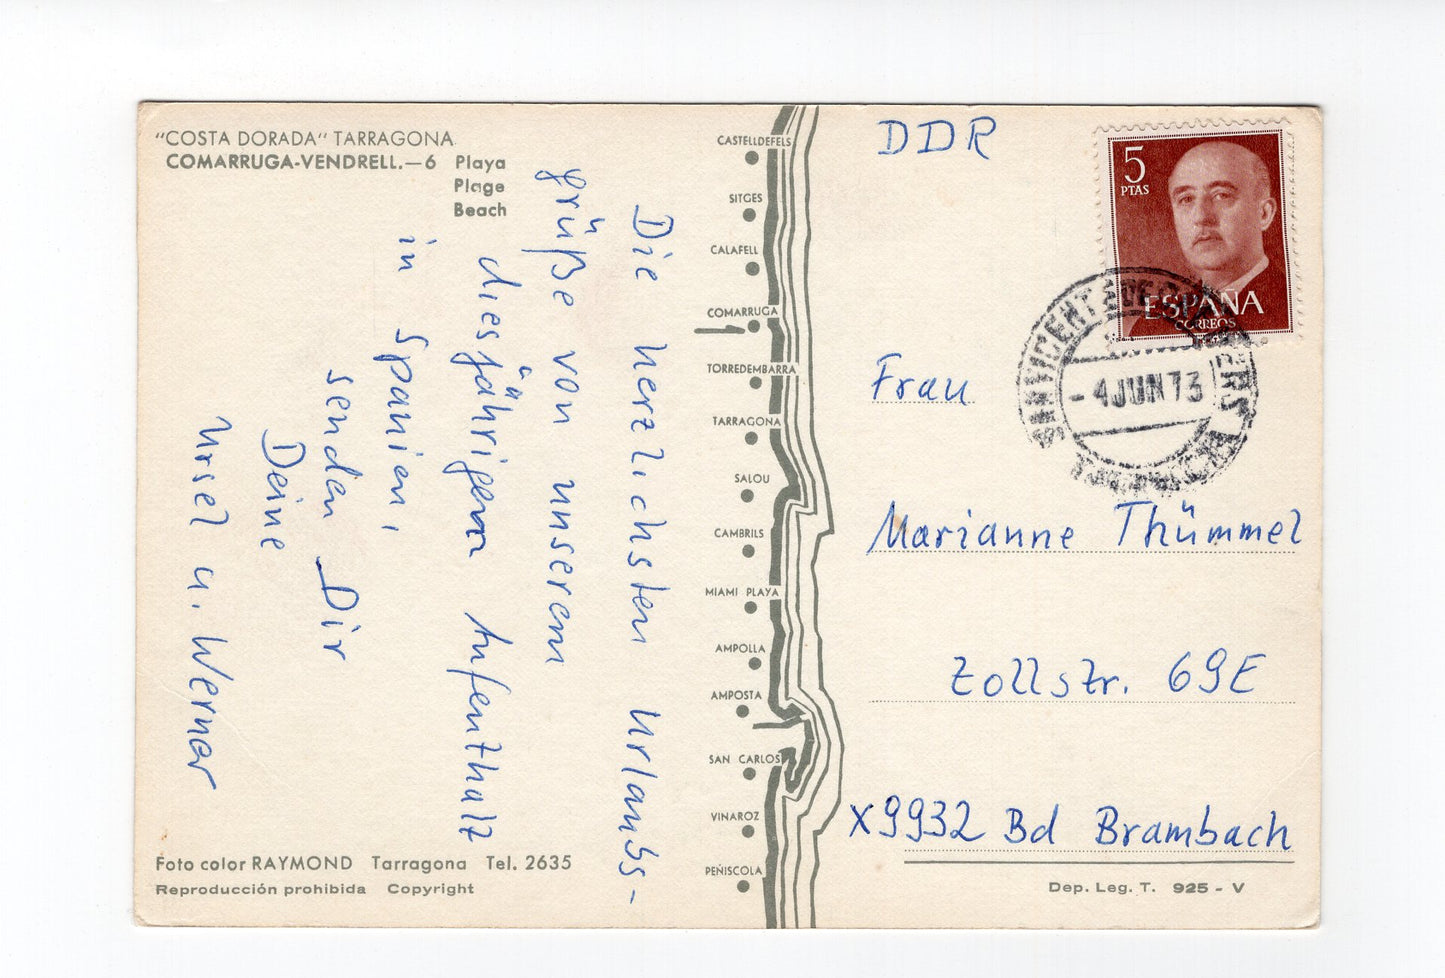 "COSTA DORADA" TARRAGONA
COMARRUGA-VENDRELL.—6 Playa
Plage
Beach
Die herzlichsten Urlaubs-
grüße von unserem
diesjährigen Aufenthalt
in Spanien,
senden Dir
Deine
Ursel u. Werner
Foto color RAYMOND Tarragona Tel. 2635
Reproducción prohibida Copyright
CASTELLDEFELS
SITGES
CALAFELL
COMARRUGA
TORREDEMBARRA
TARRAGONA
SALOU
CAMBRILS
MIAMI PLAYA
AMPOLLA
AMPOSTA
SAN CARLOS
VINAROZ
PEÑISCOLA
DDR
5
PTAS
ESPAÑA
CORREOS
-4 JUN 73
Frau
Marianne Thümmel
Zollstr. 69E
X9932 Bd Brambach
Dep. Leg. T. 925 - V